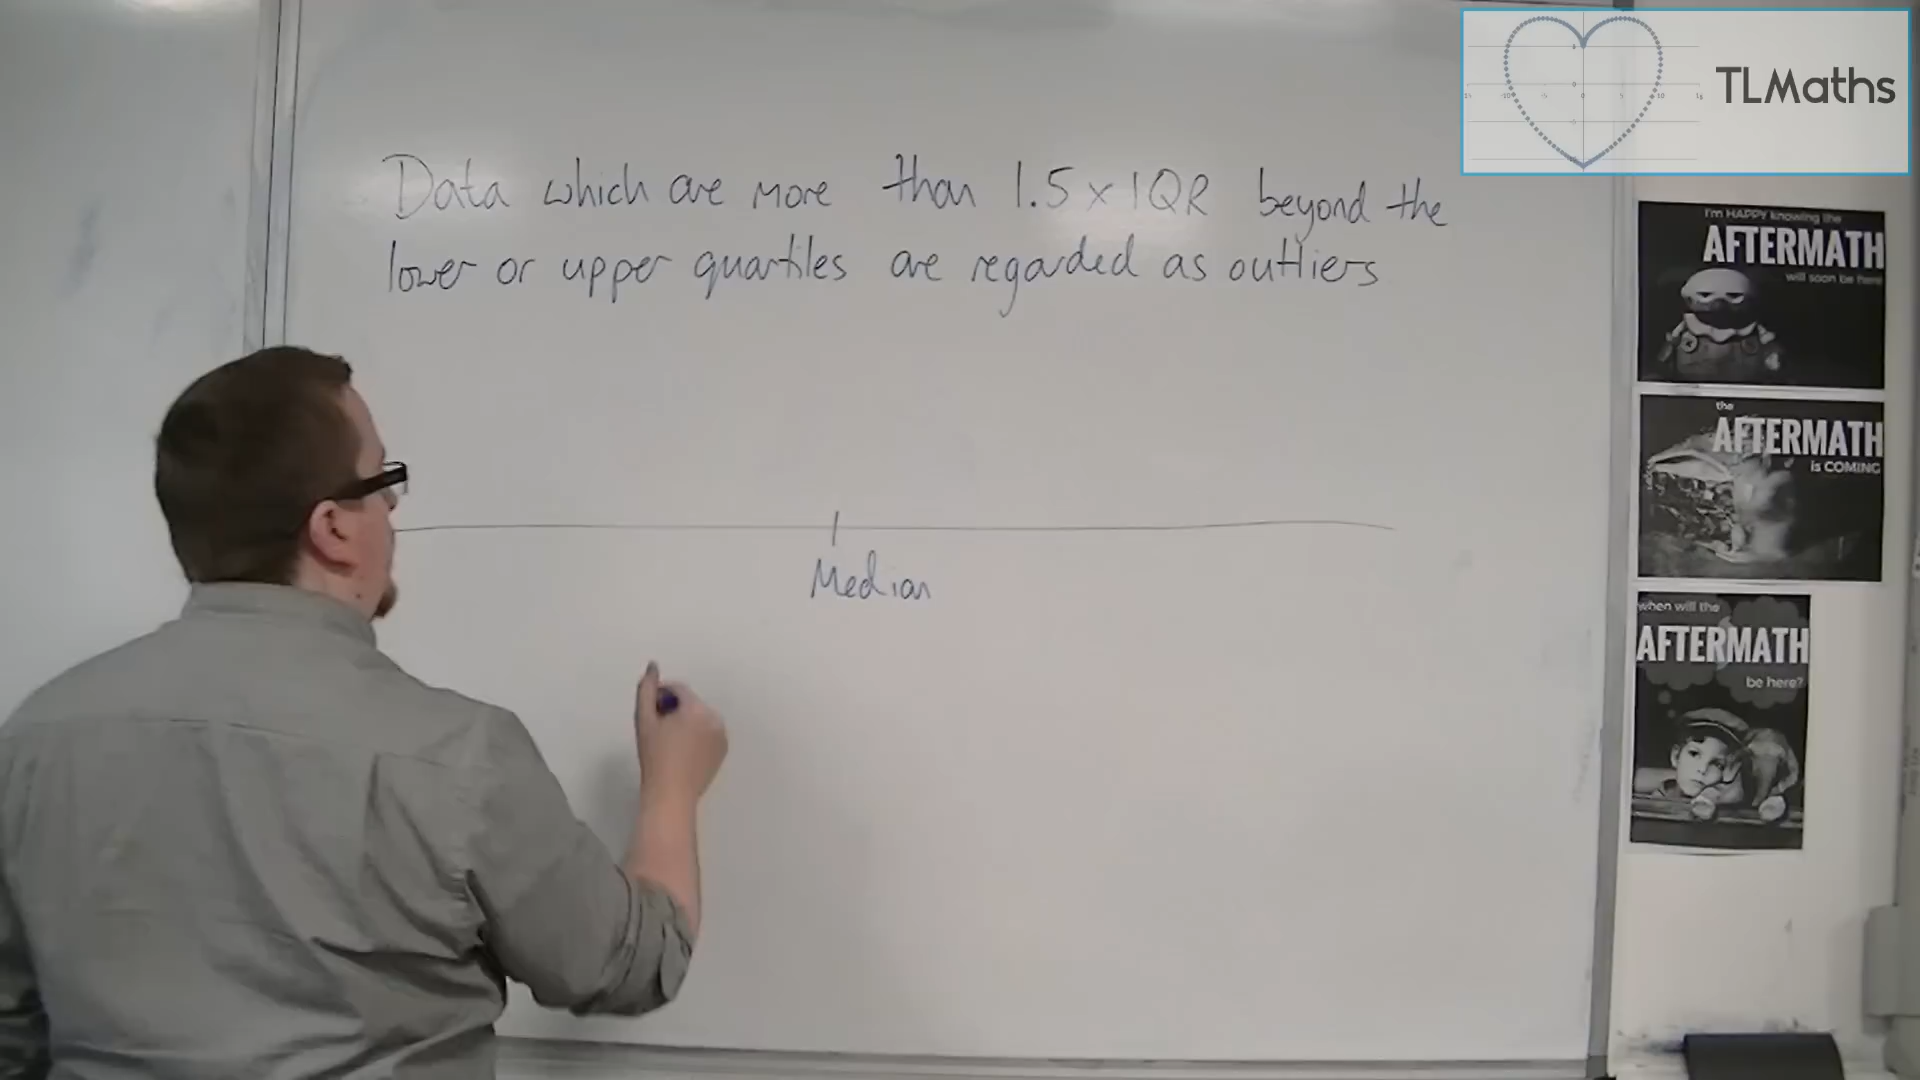 TLMaths
Data which are more than 1.5 × IQR beyond the
lower or upper quartiles are regarded as outliers
Median
I'm HAPPY knowing the
AFTERMATH
will soon be here
the
AFTERMATH
is COMING
when will the
AFTERMATH
be here?